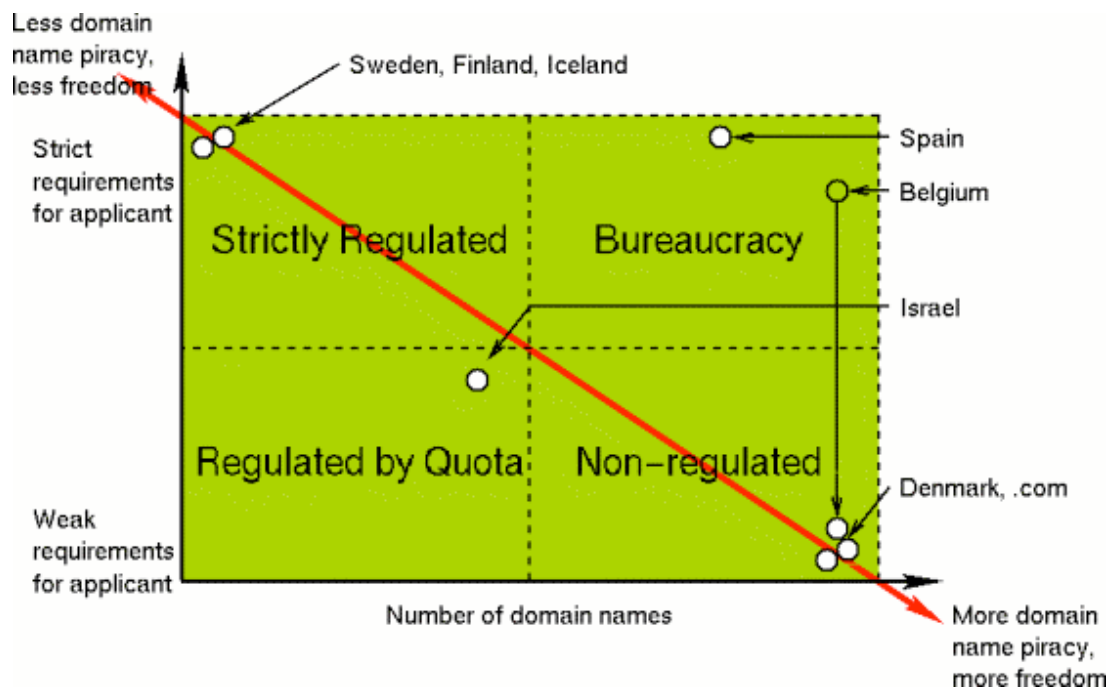 Less domain
name piracy,
less freedom
Sweden, Finland, Iceland
Strict
requirements
for applicant
Spain
Belgium
Strictly Regulated
Bureaucracy
Israel
Regulated by Quota
Non-regulated
Denmark, .com
Weak
requirements
for applicant
Number of domain names
More domain
name piracy,
more freedom